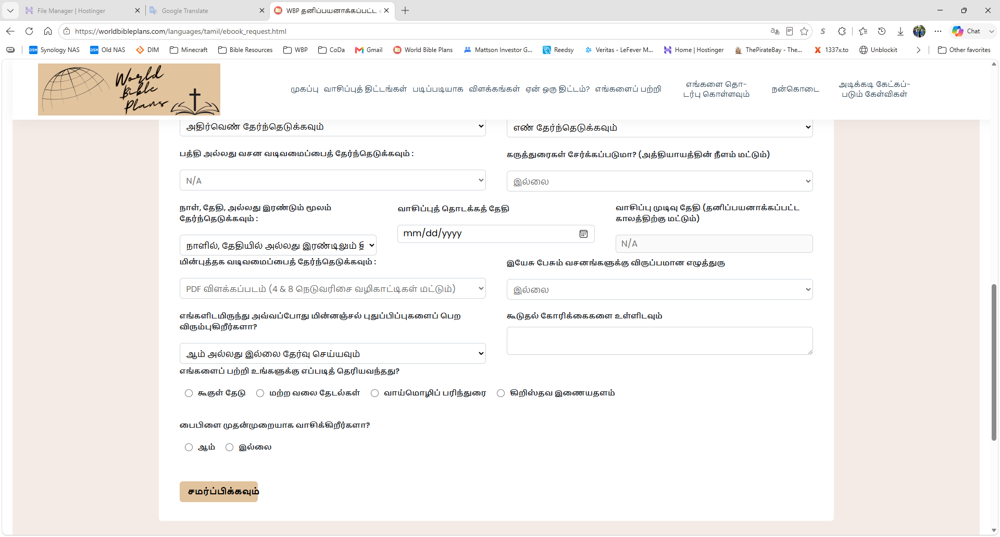 File Manager | Hostinger
Google Translate
WBP தனிப்பயனாக்கப்பட்ட
https://worldbibleplans.com/languages/tamil/ebook_request.html
Chat
Synology NAS
Old NAS
DIM
Minecraft
Bible Resources
WBP
CoDa
Gmail
World Bible Plans
Mattson Investor G...
Reedsy
Veritas - LeFever M...
Home | Hostinger
ThePirateBay - The...
1337x.to
Unblockit
Other favorites
World
Bible
Plans
முகப்பு வாசிப்புத் திட்டங்கள் படிப்படியாக விளக்கங்கள் ஏன் ஒரு திட்டம்? எங்களைப் பற்றி
எங்களை தொ-
டர்பு கொள்ளவும்
நன்கொடை
அடிக்கடி கேட்கப்-
படும் கேள்விகள்
அதிர்வெண் தேர்ந்தெடுக்கவும்
எண் தேர்ந்தெடுக்கவும்
பத்தி அல்லது வசன வடிவமைப்பைத் தேர்ந்தெடுக்கவும் :
கருத்துரைகள் சேர்க்கப்படுமா? (அத்தியாயத்தின் நீளம் மட்டும்)
N/A
இல்லை
நாள், தேதி, அல்லது இரண்டும் மூலம்
தேர்ந்தெடுக்கவும் :
வாசிப்புத் தொடக்கத் தேதி
வாசிப்பு முடிவு தேதி (தனிப்பயனாக்கப்பட்ட
காலத்திற்கு மட்டும்)
நாளில், தேதியில் அல்லது இரண்டிலும் தி
mm/dd/yyyy
N/A
மின்புத்தக வடிவமைப்பைத் தேர்ந்தெடுக்கவும் :
இயேசு பேசும் வசனங்களுக்கு விருப்பமான எழுத்துரு
PDF விளக்கப்படம் (4 & 8 நெடுவரிசை வழிகாட்டிகள் மட்டும்)
இல்லை
எங்களிடமிருந்து அவ்வப்போது மின்னஞ்சல் புதுப்பிப்புகளைப் பெற
விரும்புகிறீர்களா?
கூடுதல் கோரிக்கைகளை உள்ளிடவும்
ஆம் அல்லது இல்லை தேர்வு செய்யவும்
எங்களைப் பற்றி உங்களுக்கு எப்படித் தெரியவந்தது?
கூகுள் தேடு
மற்ற வலை தேடல்கள்
வாய்மொழிப் பரிந்துரை
கிறிஸ்தவ இணையதளம்
பைபிளை முதன்முறையாக வாசிக்கிறீர்களா?
ஆம்
இல்லை
சமர்ப்பிக்கவும்